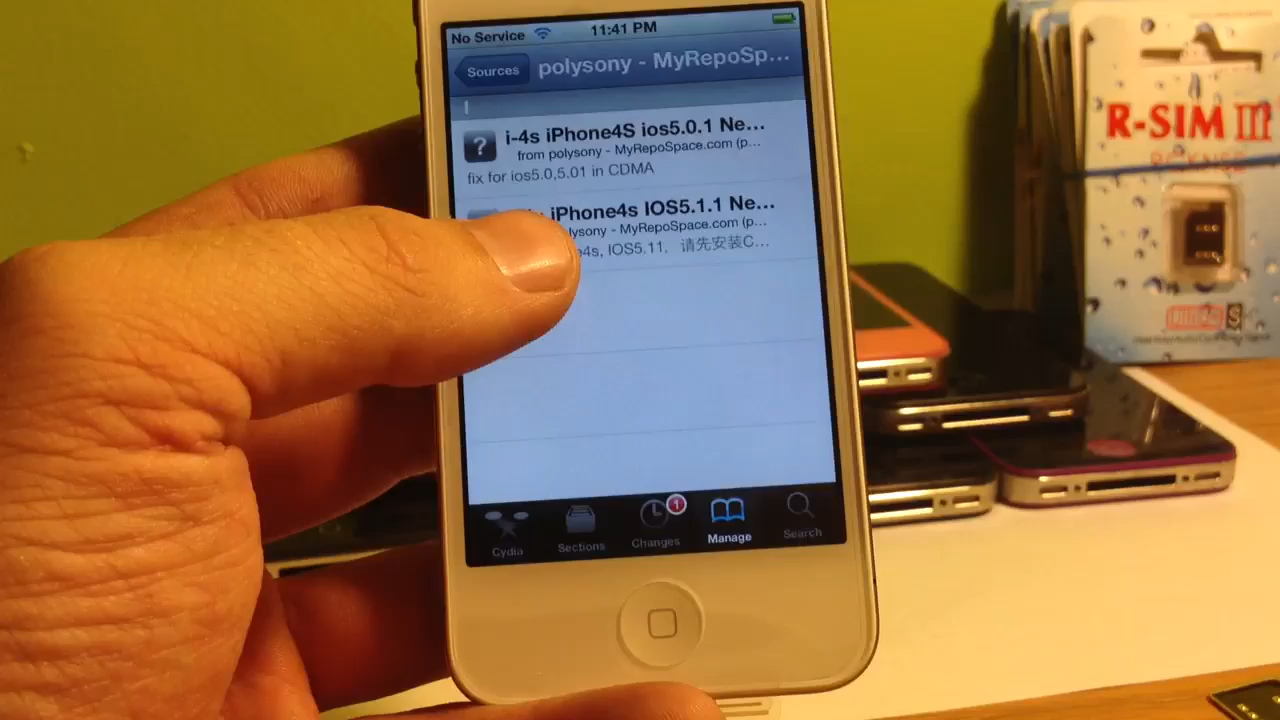 No Service
11:41 PM
Sources
polysony - MyRepoSp...
I
i-4s iPhone4S ios5.0.1 Ne...
from polysony - MyRepoSpace.com (p...
fix for ios5.0,5.01 in CDMA
iPhone4s IOS5.1.1 Ne...
lysony - MyRepoSpace.com (p...
e4s, IOS5.11, 请先安装C...
Cydia
Sections
Changes
1
Manage
Search
R-SIM III